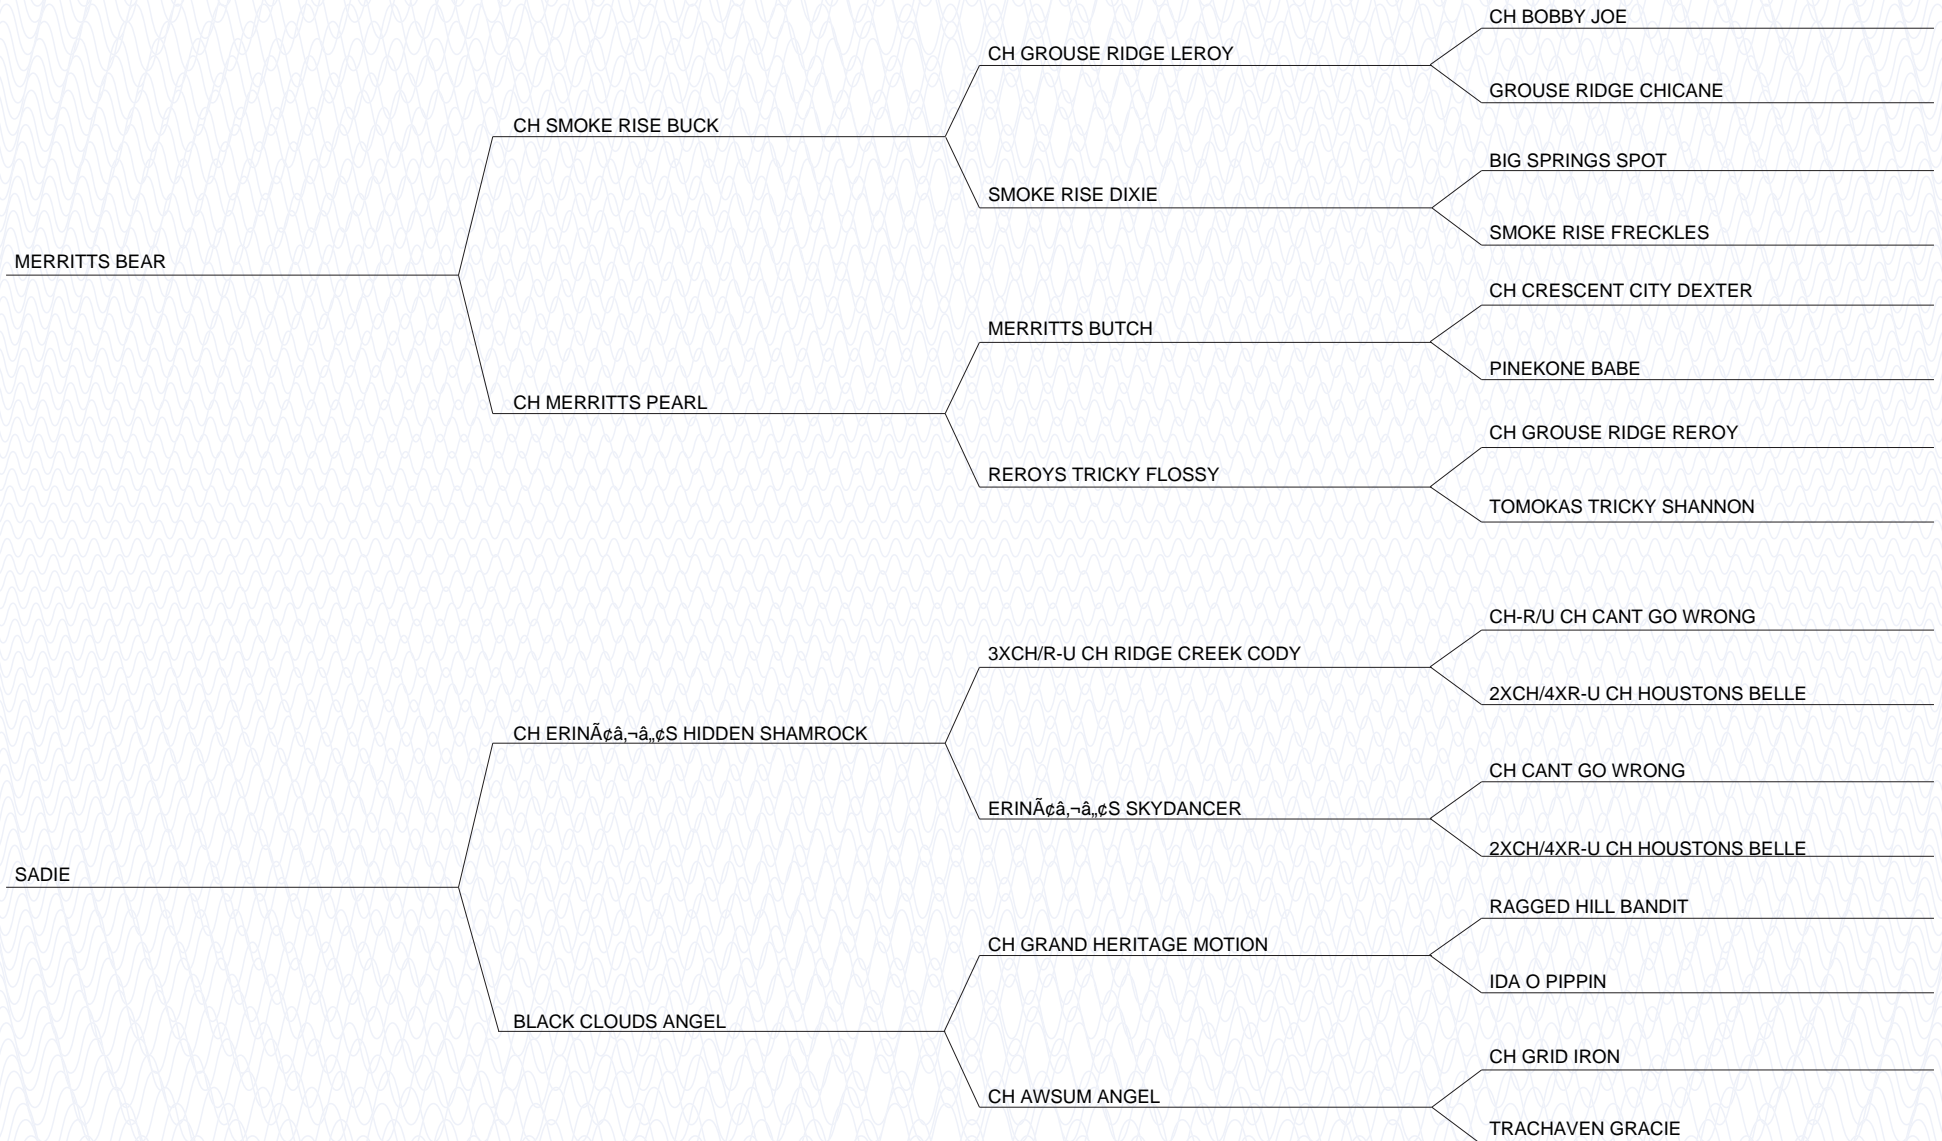 CH BOBBY JOE
CH GROUSE RIDGE LEROY
GROUSE RIDGE CHICANE
CH SMOKE RISE BUCK
BIG SPRINGS SPOT
SMOKE RISE DIXIE
SMOKE RISE FRECKLES
MERRITTS BEAR
CH CRESCENT CITY DEXTER
MERRITTS BUTCH
PINEKONE BABE
CH MERRITTS PEARL
CH GROUSE RIDGE REROY
REROYS TRICKY FLOSSY
TOMOKAS TRICKY SHANNON
CH-R/U CH CANT GO WRONG
3XCH/R-U CH RIDGE CREEK CODY
2XCH/4XR-U CH HOUSTONS BELLE
CH ERINÃ¢â‚¬â„¢S HIDDEN SHAMROCK
CH CANT GO WRONG
ERINÃ¢â‚¬â„¢S SKYDANCER
2XCH/4XR-U CH HOUSTONS BELLE
SADIE
RAGGED HILL BANDIT
CH GRAND HERITAGE MOTION
IDA O PIPPIN
BLACK CLOUDS ANGEL
CH GRID IRON
CH AWSUM ANGEL
TRACHAVEN GRACIE